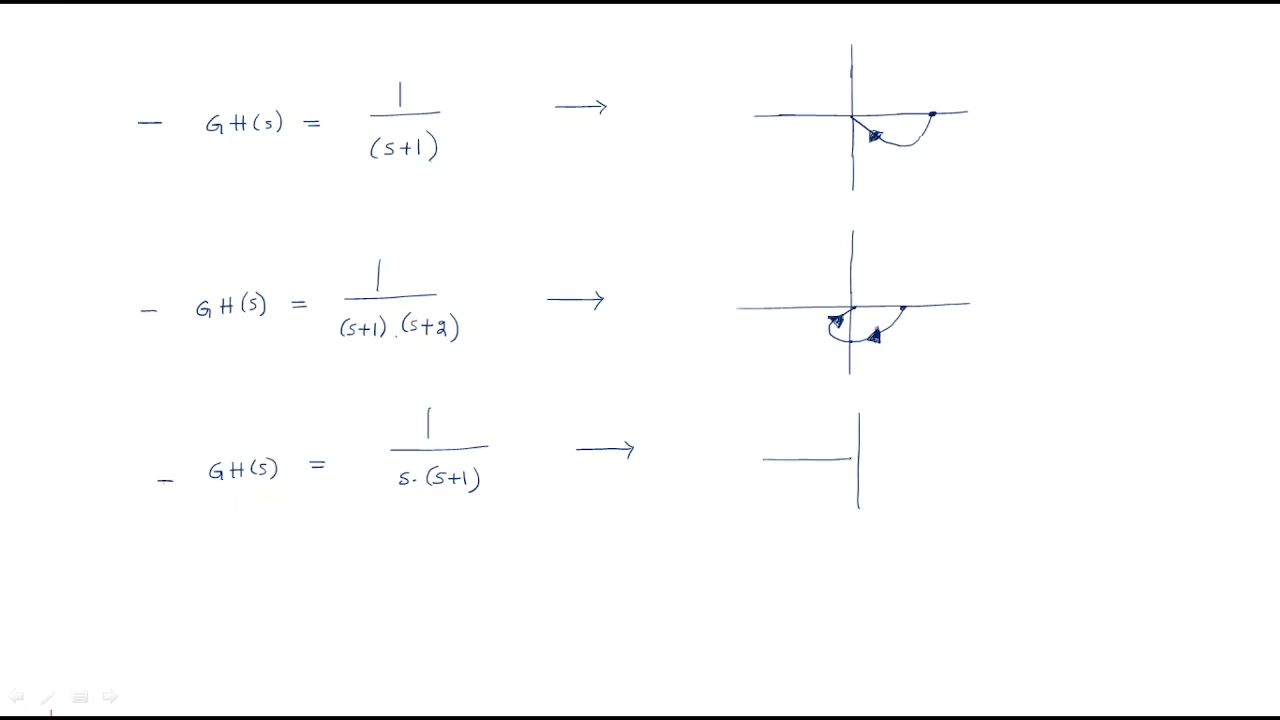 - GH(s) = 1/(s+1) →
- GH(s) = 1/((s+1).(s+2)) →
- GH(s) = 1/(s.(s+1)) →